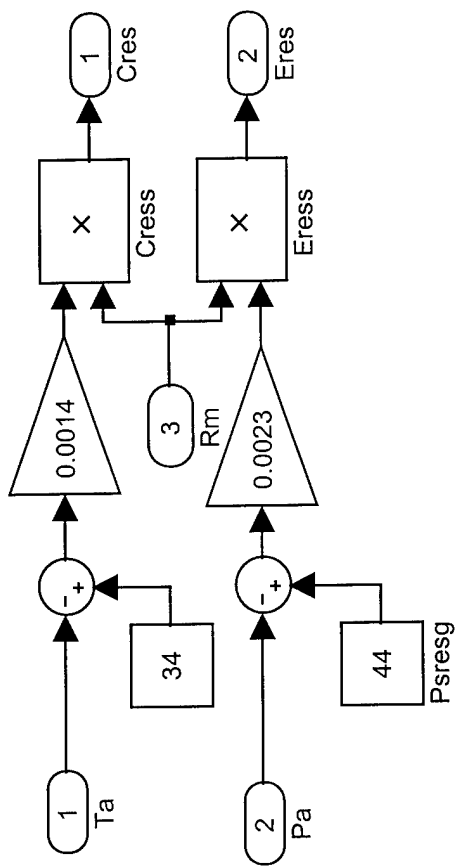 1
Ta
34
- +
0.0014
×
Cress
1
Cres
3
Rm
2
Pa
44
Psresg
- +
0.0023
×
Eress
2
Eres